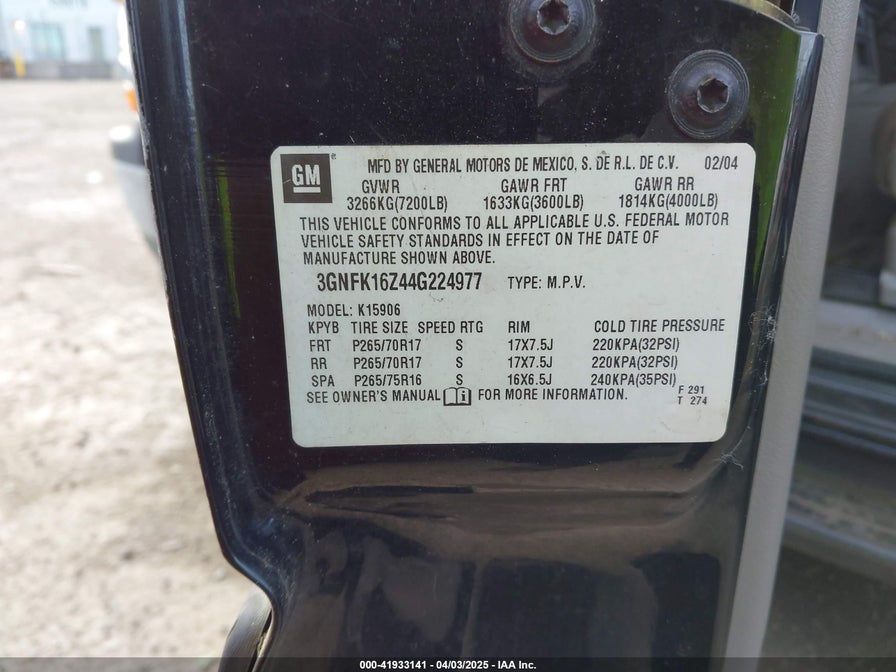 GM ® MFD BY GENERAL MOTORS DE MEXICO, S. DE R.L. DE C.V. 02/04
GVWR GAWR FRT GAWR RR
3266KG(7200LB) 1633KG(3600LB) 1814KG(4000LB)
THIS VEHICLE CONFORMS TO ALL APPLICABLE U.S. FEDERAL MOTOR
VEHICLE SAFETY STANDARDS IN EFFECT ON THE DATE OF
MANUFACTURE SHOWN ABOVE.
3GNFK16Z44G224977 TYPE: M.P.V.
MODEL: K15906
KPYB TIRE SIZE SPEED RTG RIM COLD TIRE PRESSURE
FRT P265/70R17 S 17X7.5J 220KPA(32PSI)
RR P265/70R17 S 17X7.5J 220KPA(32PSI)
SPA P265/75R16 S 16X6.5J 240KPA(35PSI)
SEE OWNER'S MANUAL FOR MORE INFORMATION. F 291
T 274
000-41933141 - 04/03/2025 - IAA Inc.